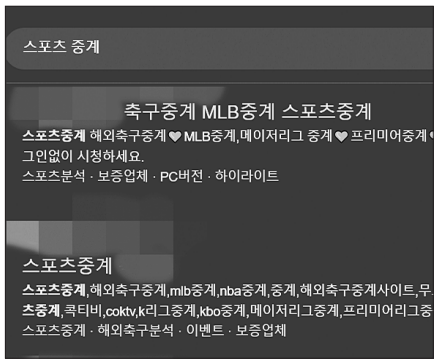 스포츠 중계
축구중계 MLB중계 스포츠중계
스포츠중계 해외축구중계🤍MLB중계,메이저리그 중계🤍프리미어중계
그인없이 시청하세요.
스포츠분석 · 보증업체 · PC버전 · 하이라이트
스포츠중계
스포츠중계,해외축구중계,mlb중계,nba중계,중계,해외축구중계사이트,무
츠중계,콕티비,coktv,k리그중계,kbo중계,메이저리그중계,프리미어리그중
스포츠중계 · 해외축구분석 · 이벤트 · 보증업체